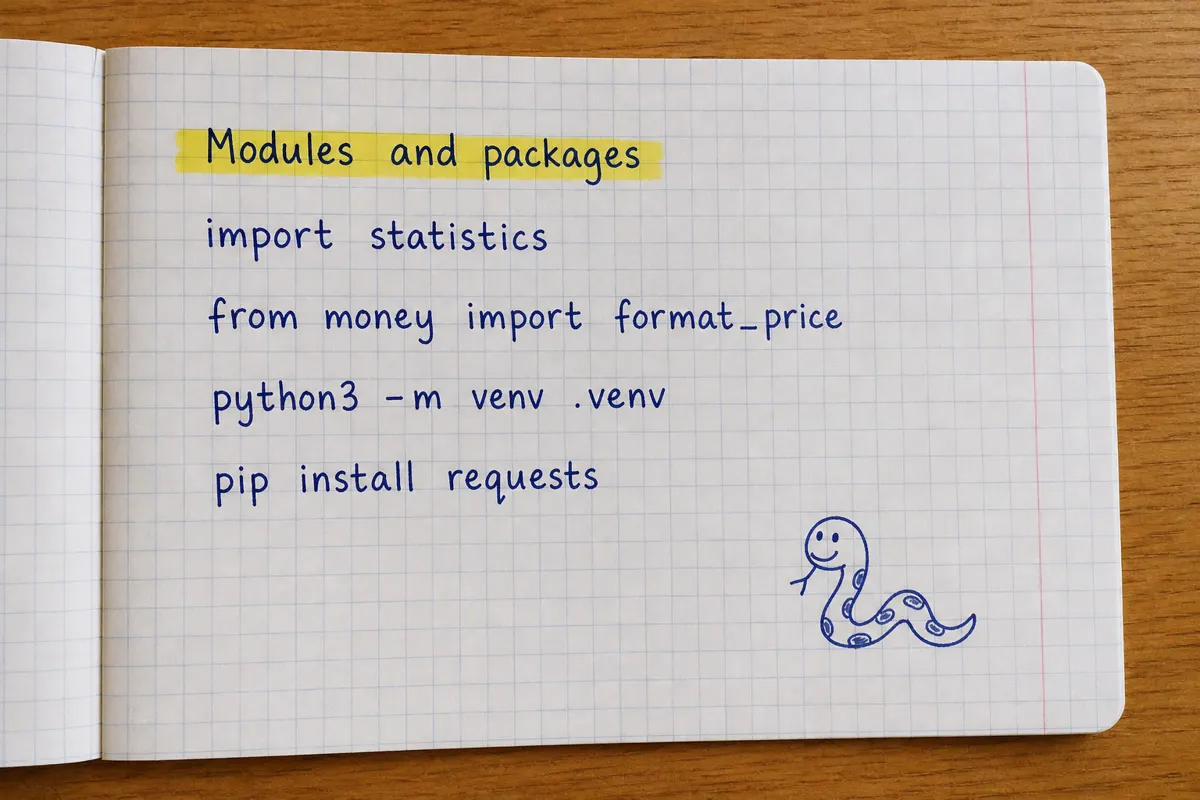 Modules and packages
import statistics
from money import format_price
python3 -m venv .venv
pip install requests